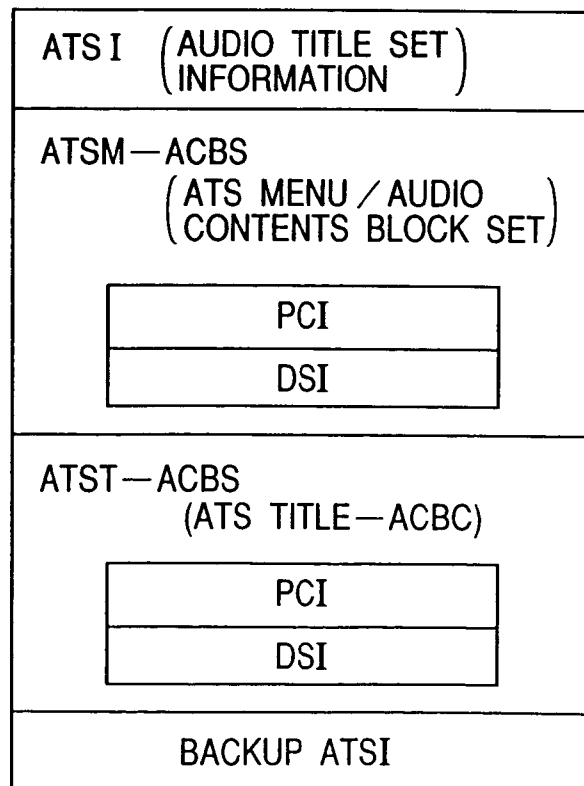 ATSI (AUDIO TITLE SET
INFORMATION)
ATSM—ACBS
(ATS MENU/AUDIO
CONTENTS BLOCK SET)
PCI
DSI
ATST—ACBS
(ATS TITLE—ACBC)
PCI
DSI
BACKUP ATSI